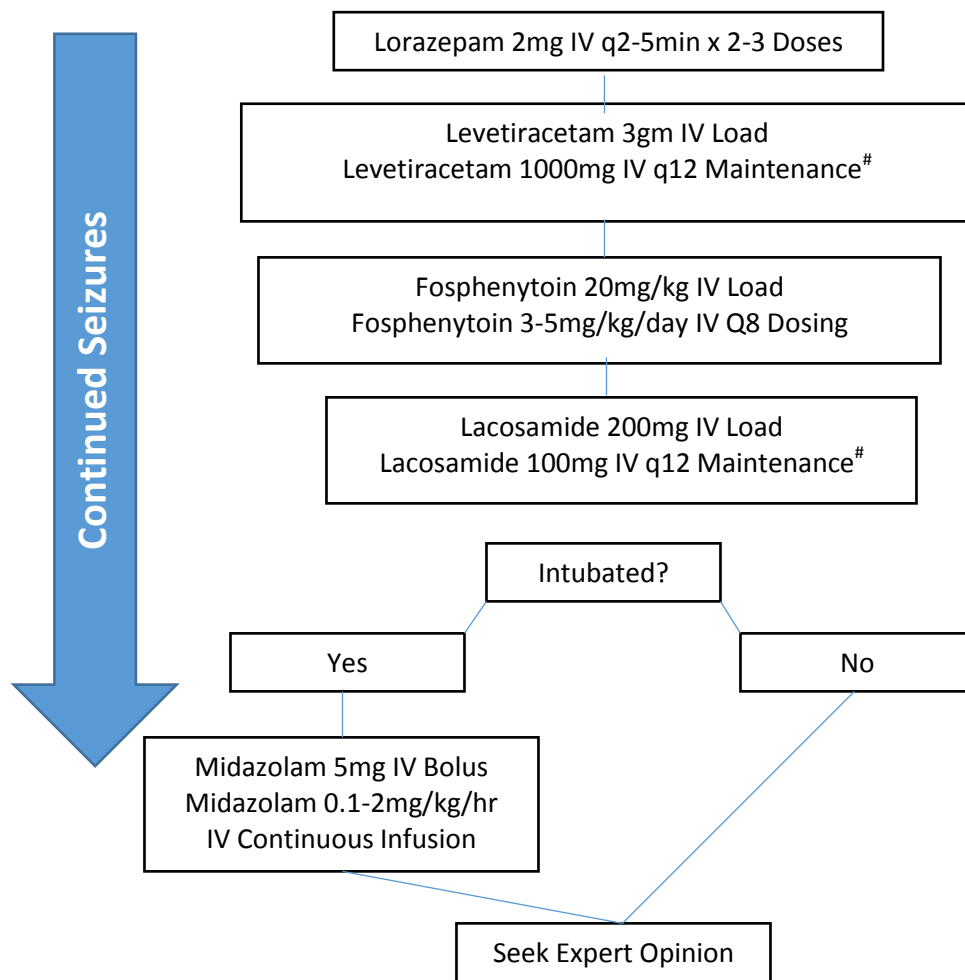 Continued Seizures
Lorazepam 2mg IV q2-5min x 2-3 Doses
Levetiracetam 3gm IV Load
Levetiracetam 1000mg IV q12 Maintenance#
Fosphenytoin 20mg/kg IV Load
Fosphenytoin 3-5mg/kg/day IV Q8 Dosing
Lacosamide 200mg IV Load
Lacosamide 100mg IV q12 Maintenance#
Intubated?
Yes
No
Midazolam 5mg IV Bolus
Midazolam 0.1-2mg/kg/hr
IV Continuous Infusion
Seek Expert Opinion